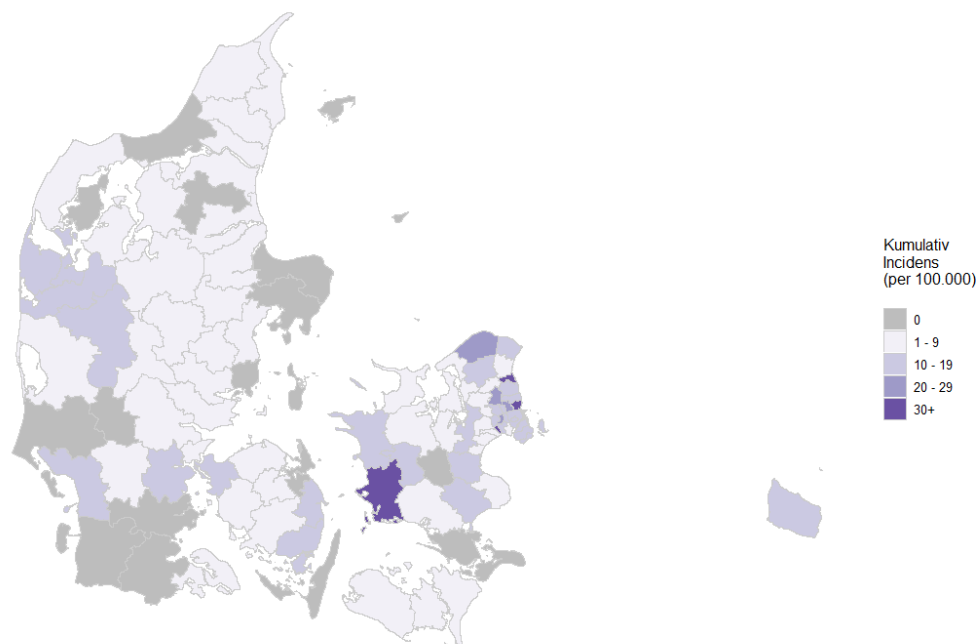 Kumulativ
Incidens
(per 100.000)
0
1 - 9
10 - 19
20 - 29
30+